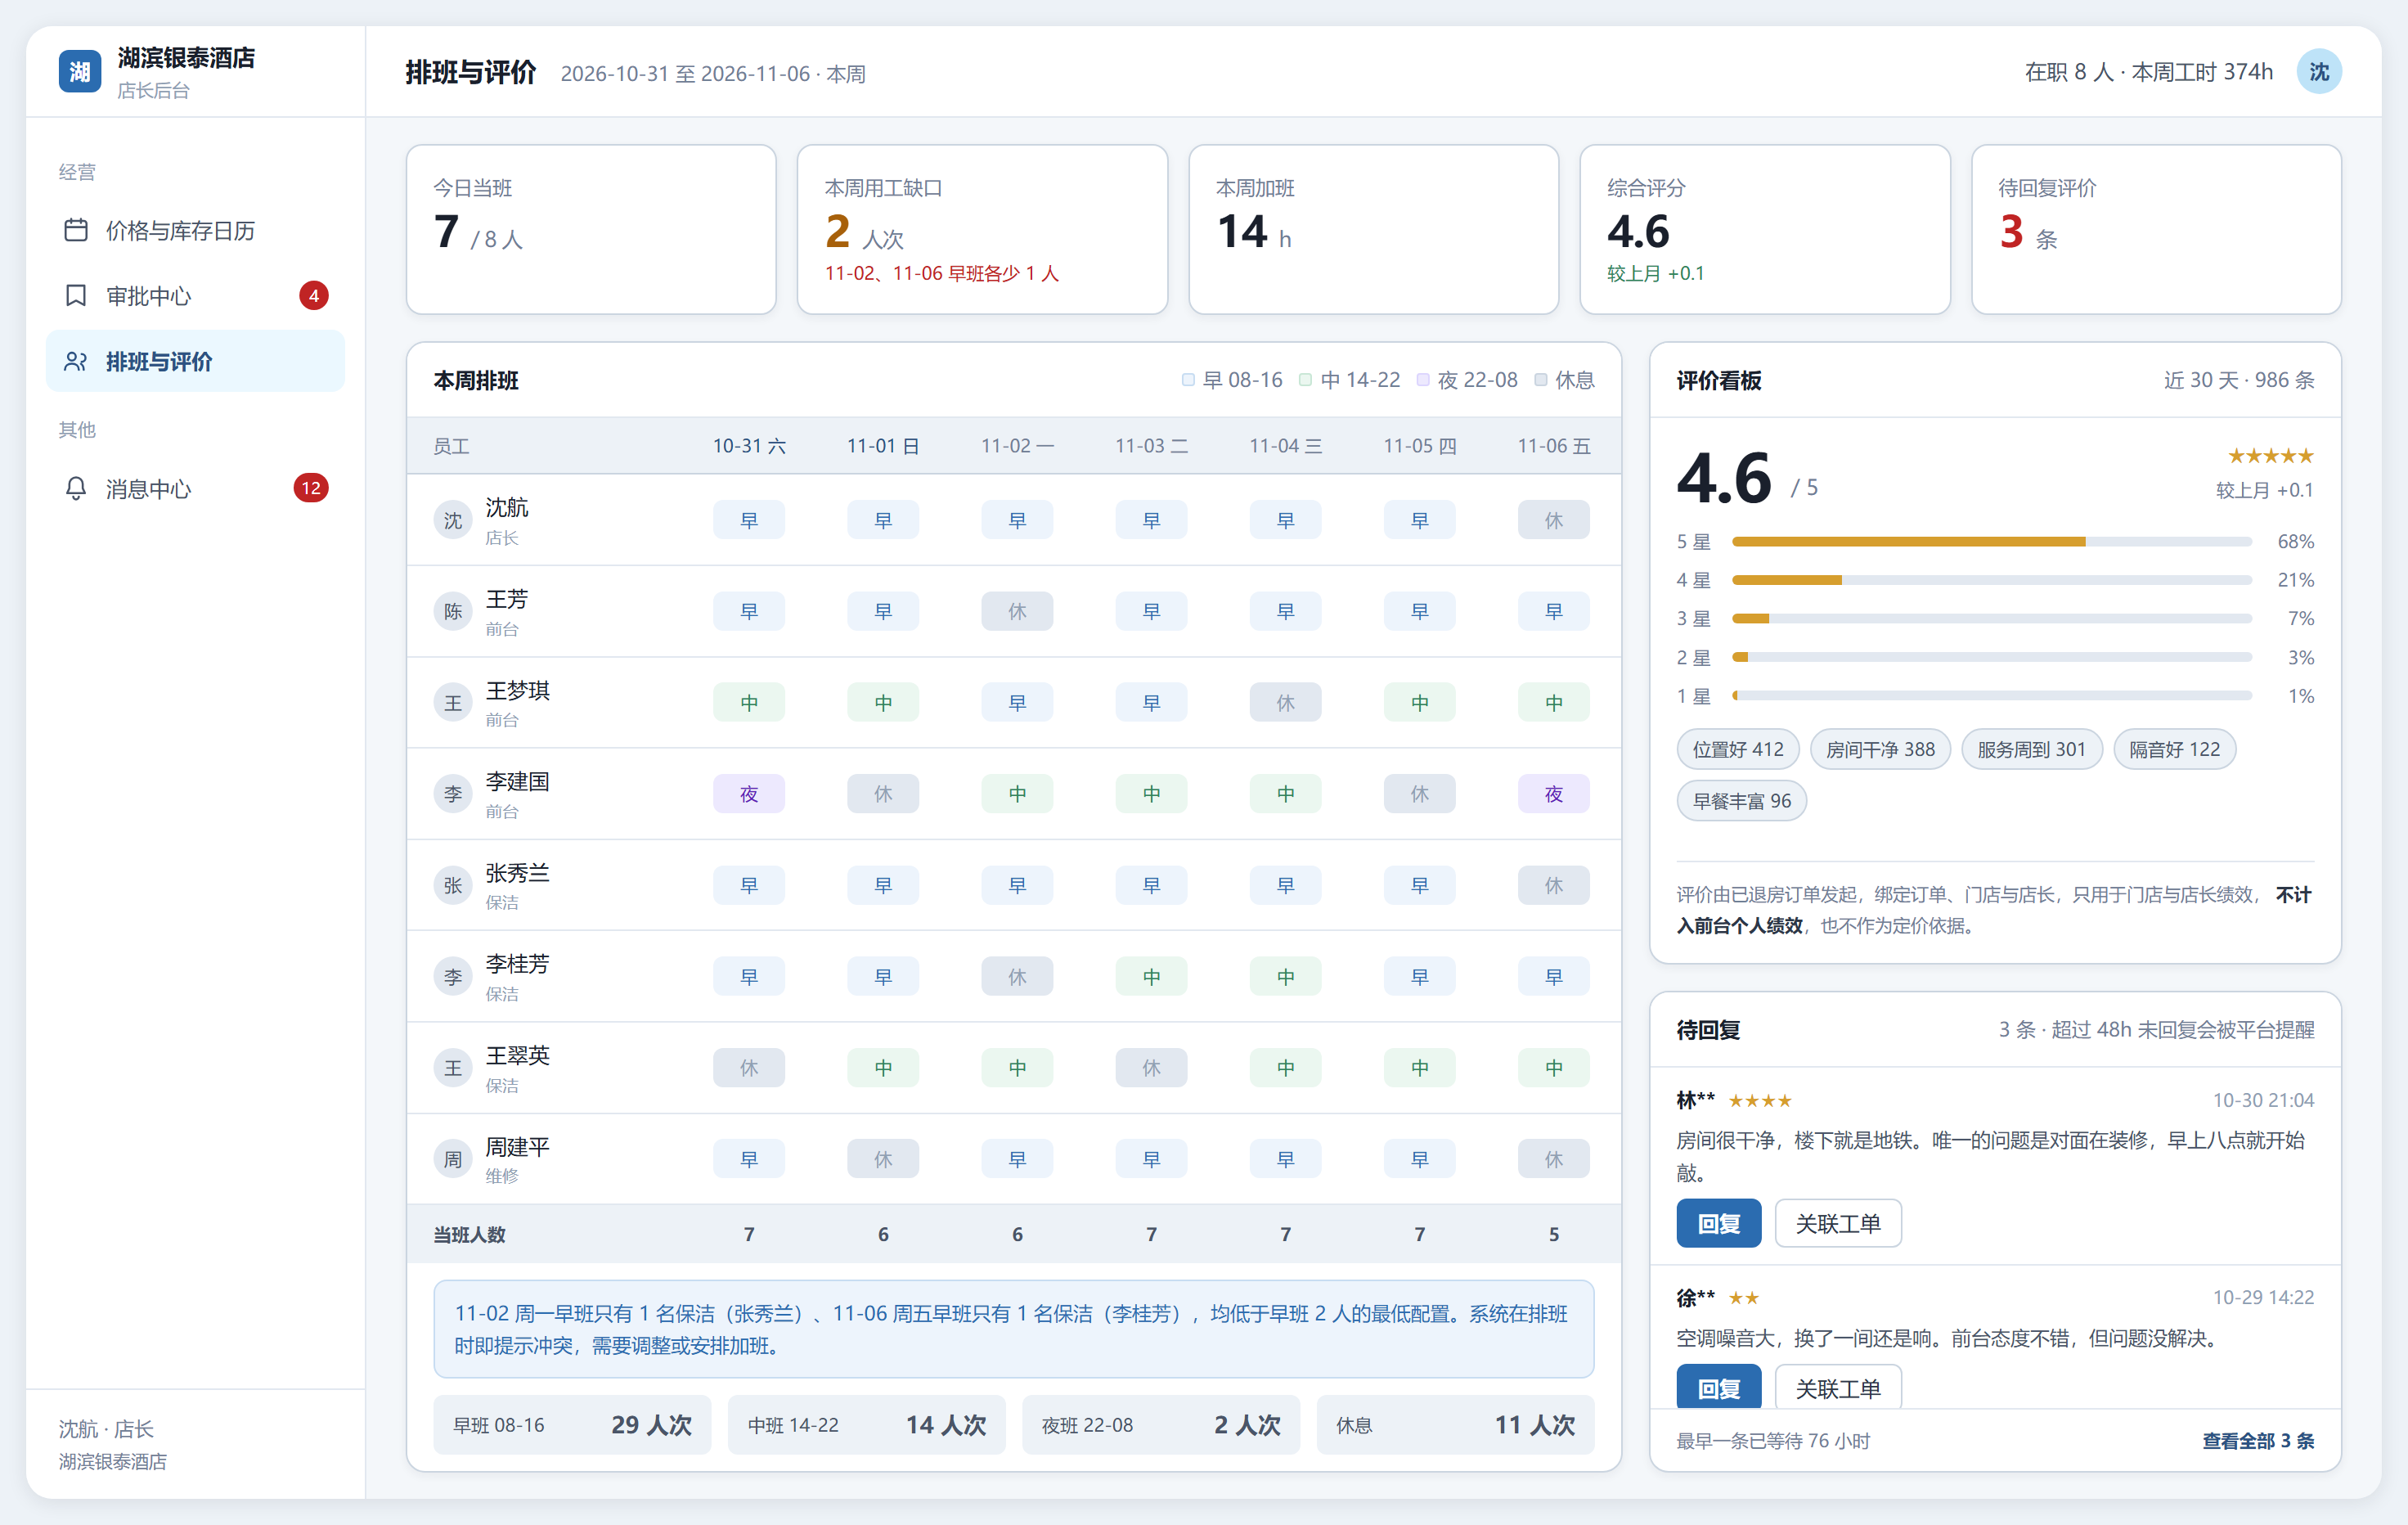 湖
湖滨银泰酒店
店长后台
经营
价格与库存日历
审批中心 4
排班与评价
其他
消息中心 12
沈航 · 店长
湖滨银泰酒店
排班与评价 2026-10-31 至 2026-11-06 · 本周
在职 8 人 · 本周工时 374h 沈
今日当班
7 / 8 人
本周用工缺口
2 人次
11-02、11-06 早班各少 1 人
本周加班
14 h
综合评分
4.6
较上月 +0.1
待回复评价
3 条
本周排班 早 08-16 中 14-22 夜 22-08 休息
员工 10-31 六 11-01 日 11-02 一 11-03 二 11-04 三 11-05 四 11-06 五
沈 沈航 店长 早 早 早 早 早 早 休
陈 王芳 前台 早 早 休 早 早 早 早
王 王梦琪 前台 中 中 早 早 休 中 中
李 李建国 前台 夜 休 中 中 中 休 夜
张 张秀兰 保洁 早 早 早 早 早 早 休
李 李桂芳 保洁 早 早 休 中 中 早 早
王 王翠英 保洁 休 中 中 休 中 中 中
周 周建平 维修 早 休 早 早 早 早 休
当班人数 7 6 6 7 7 7 5
11-02 周一早班只有 1 名保洁（张秀兰）、11-06 周五早班只有 1 名保洁（李桂芳），均低于早班 2 人的最低配置。系统在排班
时即提示冲突，需要调整或安排加班。
早班 08-16 29 人次
中班 14-22 14 人次
夜班 22-08 2 人次
休息 11 人次
评价看板 近 30 天 · 986 条
4.6 / 5
★★★★★
较上月 +0.1
5 星 68%
4 星 21%
3 星 7%
2 星 3%
1 星 1%
位置好 412 房间干净 388 服务周到 301 隔音好 122
早餐丰富 96
评价由已退房订单发起，绑定订单、门店与店长，只用于门店与店长绩效， 不计
入前台个人绩效，也不作为定价依据。
待回复 3 条 · 超过 48h 未回复会被平台提醒
林** ★★★★ 10-30 21:04
房间很干净，楼下就是地铁。唯一的问题是对面在装修，早上八点就开始
敲。
回复 关联工单
徐** ★★ 10-29 14:22
空调噪音大，换了一间还是响。前台态度不错，但问题没解决。
回复 关联工单
最早一条已等待 76 小时 查看全部 3 条